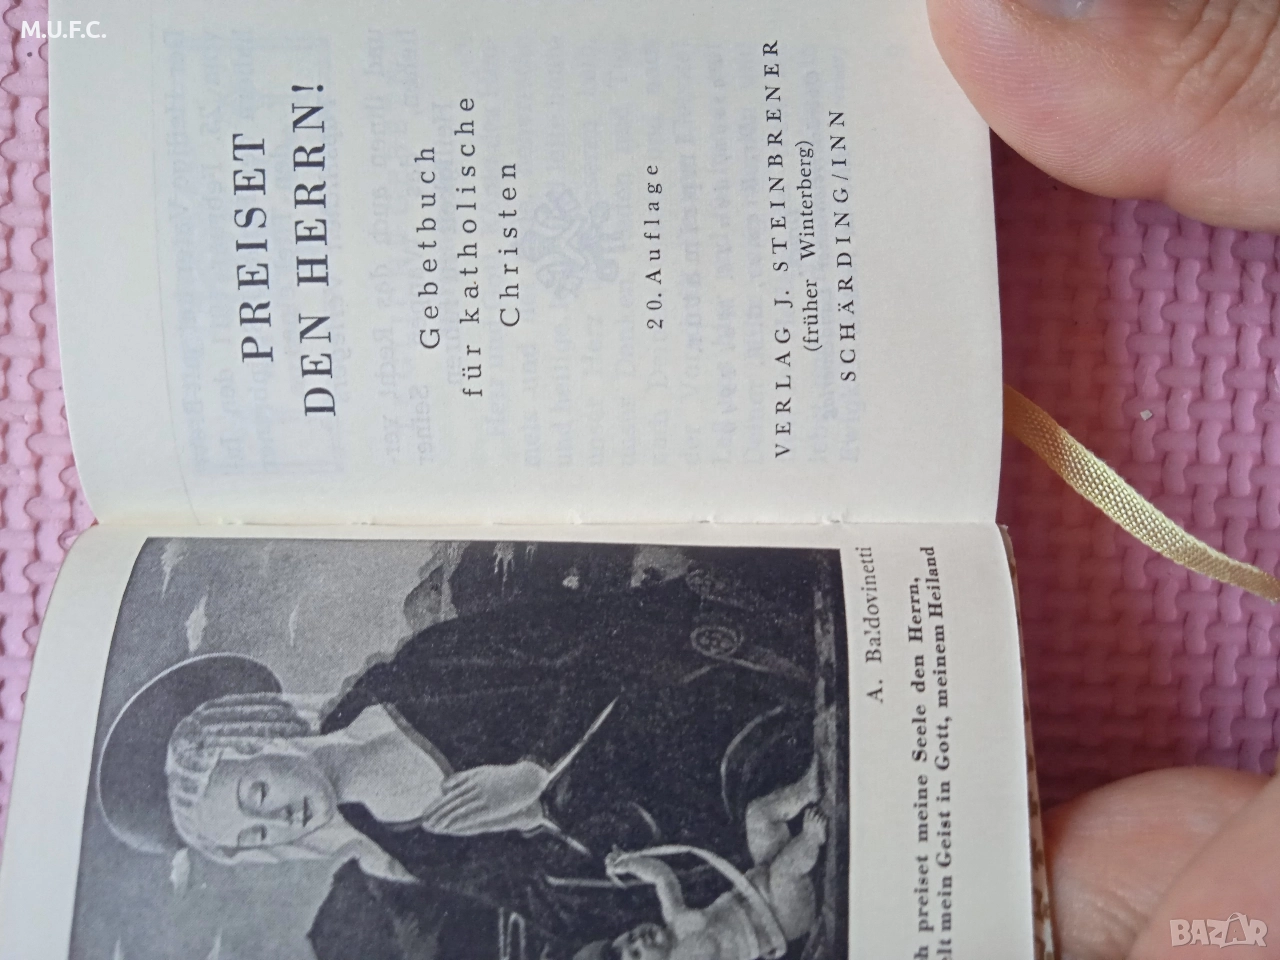 M.U.F.C.
PREISET
DEN HERRN!
Gebetbuch
für katholische
Christen
20. Auflage
VERLAG J. STEINBRENER
(früher Winterberg)
SCHÄRDING/INN
A. Baldovinetti
preiset meine Seele den Herrn,
mein Geist in Gott, meinem Heiland
BAZAR